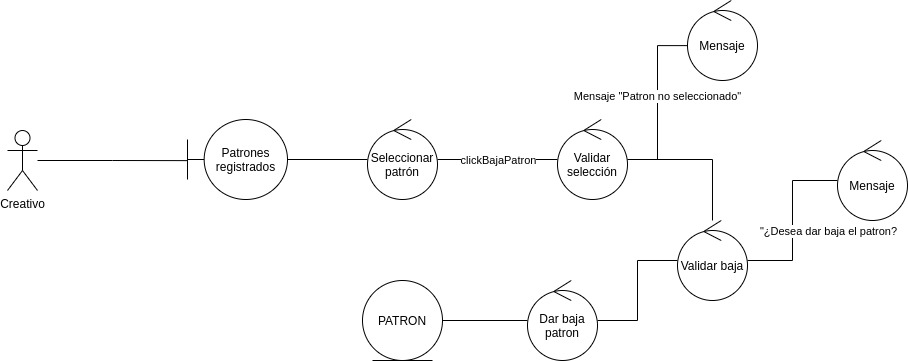 Mensaje
Mensaje "Patron no seleccionado"
Patrones
registrados
Seleccionar
patrón
clickBajaPatron
Validar
selección
Mensaje
Creativo
"¿Desea dar baja el patron?
Validar baja
PATRON
Dar baja
patron